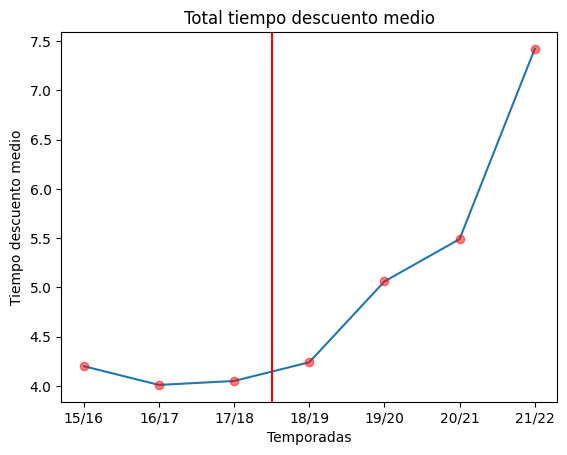 Total tiempo descuento medio
Tiempo descuento medio
7.5
7.0
6.5
6.0
5.5
5.0
4.5
4.0
15/16 16/17 17/18 18/19 19/20 20/21 21/22
Temporadas